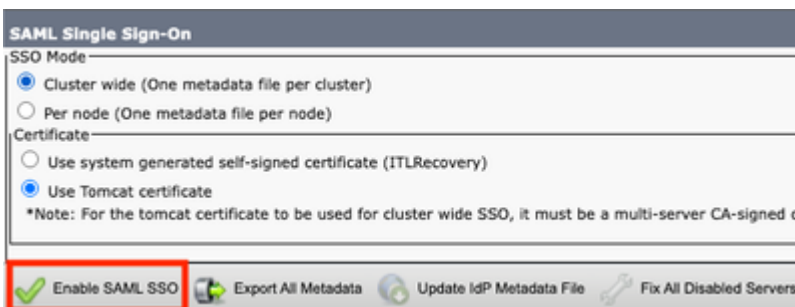 SAML Single Sign-On
SSO Mode
Cluster wide (One metadata file per cluster)
Per node (One metadata file per node)
Certificate
Use system generated self-signed certificate (ITLRecovery)
Use Tomcat certificate
*Note: For the tomcat certificate to be used for cluster wide SSO, it must be a multi-server CA-signed
Enable SAML SSO Export All Metadata Update IdP Metadata File Fix All Disabled Servers